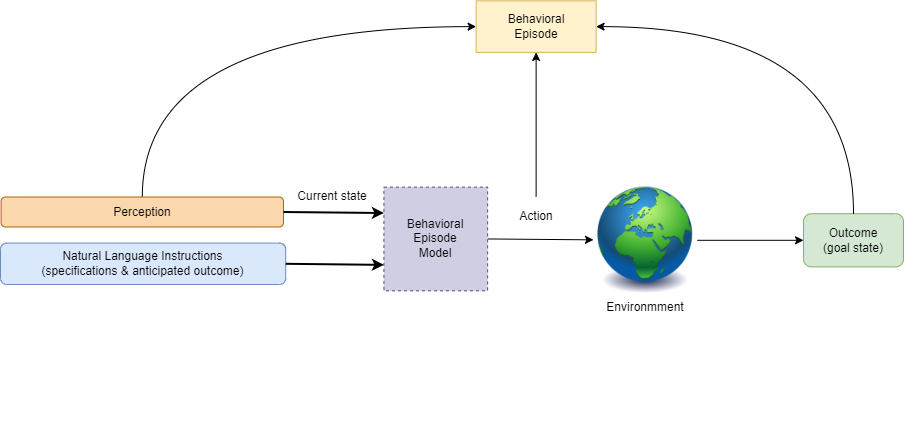 Behavioral
Episode
Current state
Perception
Natural Language Instructions
(specifications & anticipated outcome)
Behavioral
Episode
Model
Action
Environmment
Outcome
(goal state)